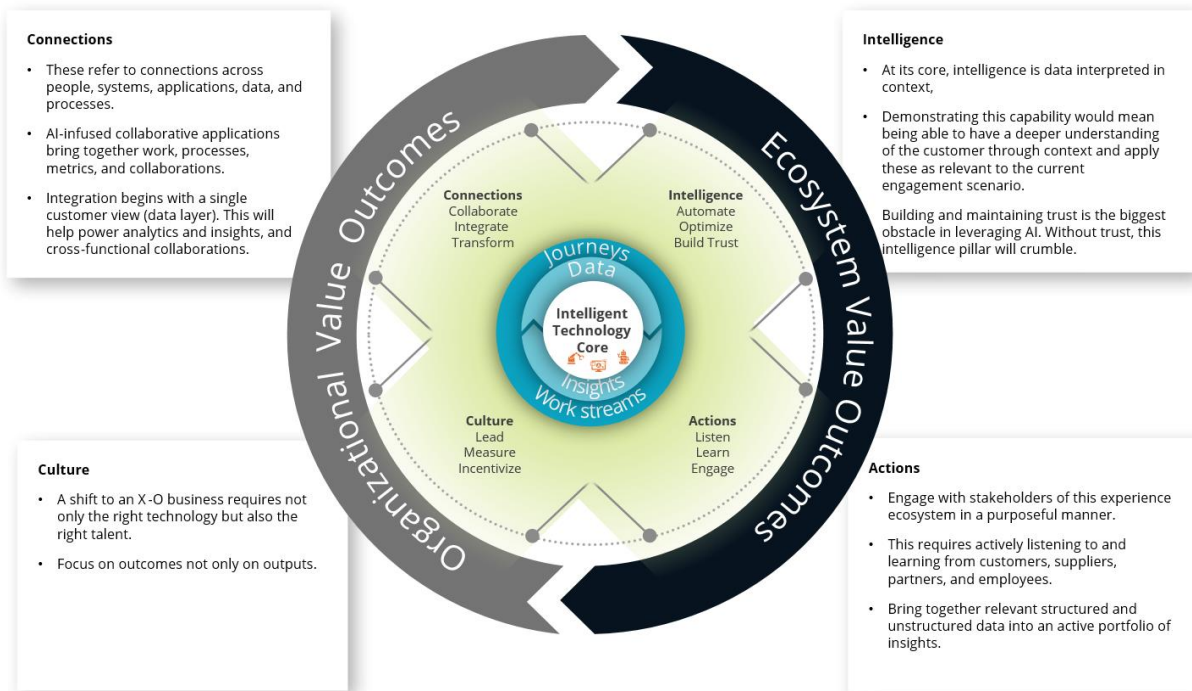 Connections
• These refer to connections across
people, systems, applications, data, and
processes.
• AI-infused collaborative applications
bring together work, processes,
metrics, and collaborations.
• Integration begins with a single
customer view (data layer). This will
help power analytics and insights, and
cross-functional collaborations.
Intelligence
• At its core, intelligence is data interpreted in
context,
• Demonstrating this capability would mean
being able to have a deeper understanding
of the customer through context and apply
these as relevant to the current
engagement scenario.
Building and maintaining trust is the biggest
obstacle in leveraging AI. Without trust, this
intelligence pillar will crumble.
Organizational Value Outcomes
Ecosystem Value Outcomes
Connections
Collaborate
Integrate
Transform
Intelligence
Automate
Optimize
Build Trust
Journeys
Data
Intelligent
Technology
Core
Insights
Work streams
Culture
Lead
Measure
Incentivize
Actions
Listen
Learn
Engage
Culture
• A shift to an X-O business requires not
only the right technology but also the
right talent.
• Focus on outcomes not only on outputs.
Actions
• Engage with stakeholders of this experience
ecosystem in a purposeful manner.
• This requires actively listening to and
learning from customers, suppliers,
partners, and employees.
• Bring together relevant structured and
unstructured data into an active portfolio of
insights.